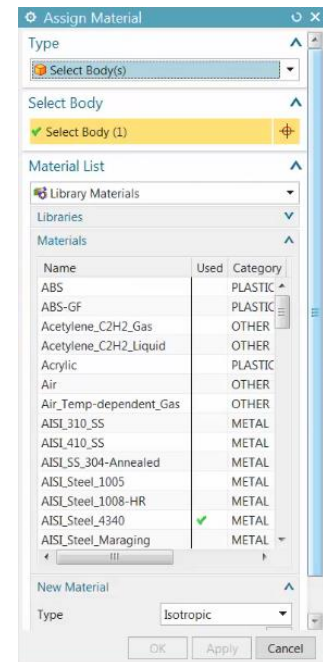 Assign Material
Type
Select Body(s)
Select Body
Select Body (1)
Material List
Library Materials
Libraries
Materials
Name Used Category
ABS PLASTIC
ABS-GF PLASTIC
Acetylene_C2H2_Gas OTHER
Acetylene_C2H2_Liquid OTHER
Acrylic PLASTIC
Air OTHER
Air_Temp-dependent_Gas OTHER
AISI_310_SS METAL
AISI_410_SS METAL
AISI_SS_304-Annealed METAL
AISI_Steel_1005 METAL
AISI_Steel_1008-HR METAL
AISI_Steel_4340 METAL
AISI_Steel_Maraging METAL
New Material
Type Isotropic
OK Apply Cancel